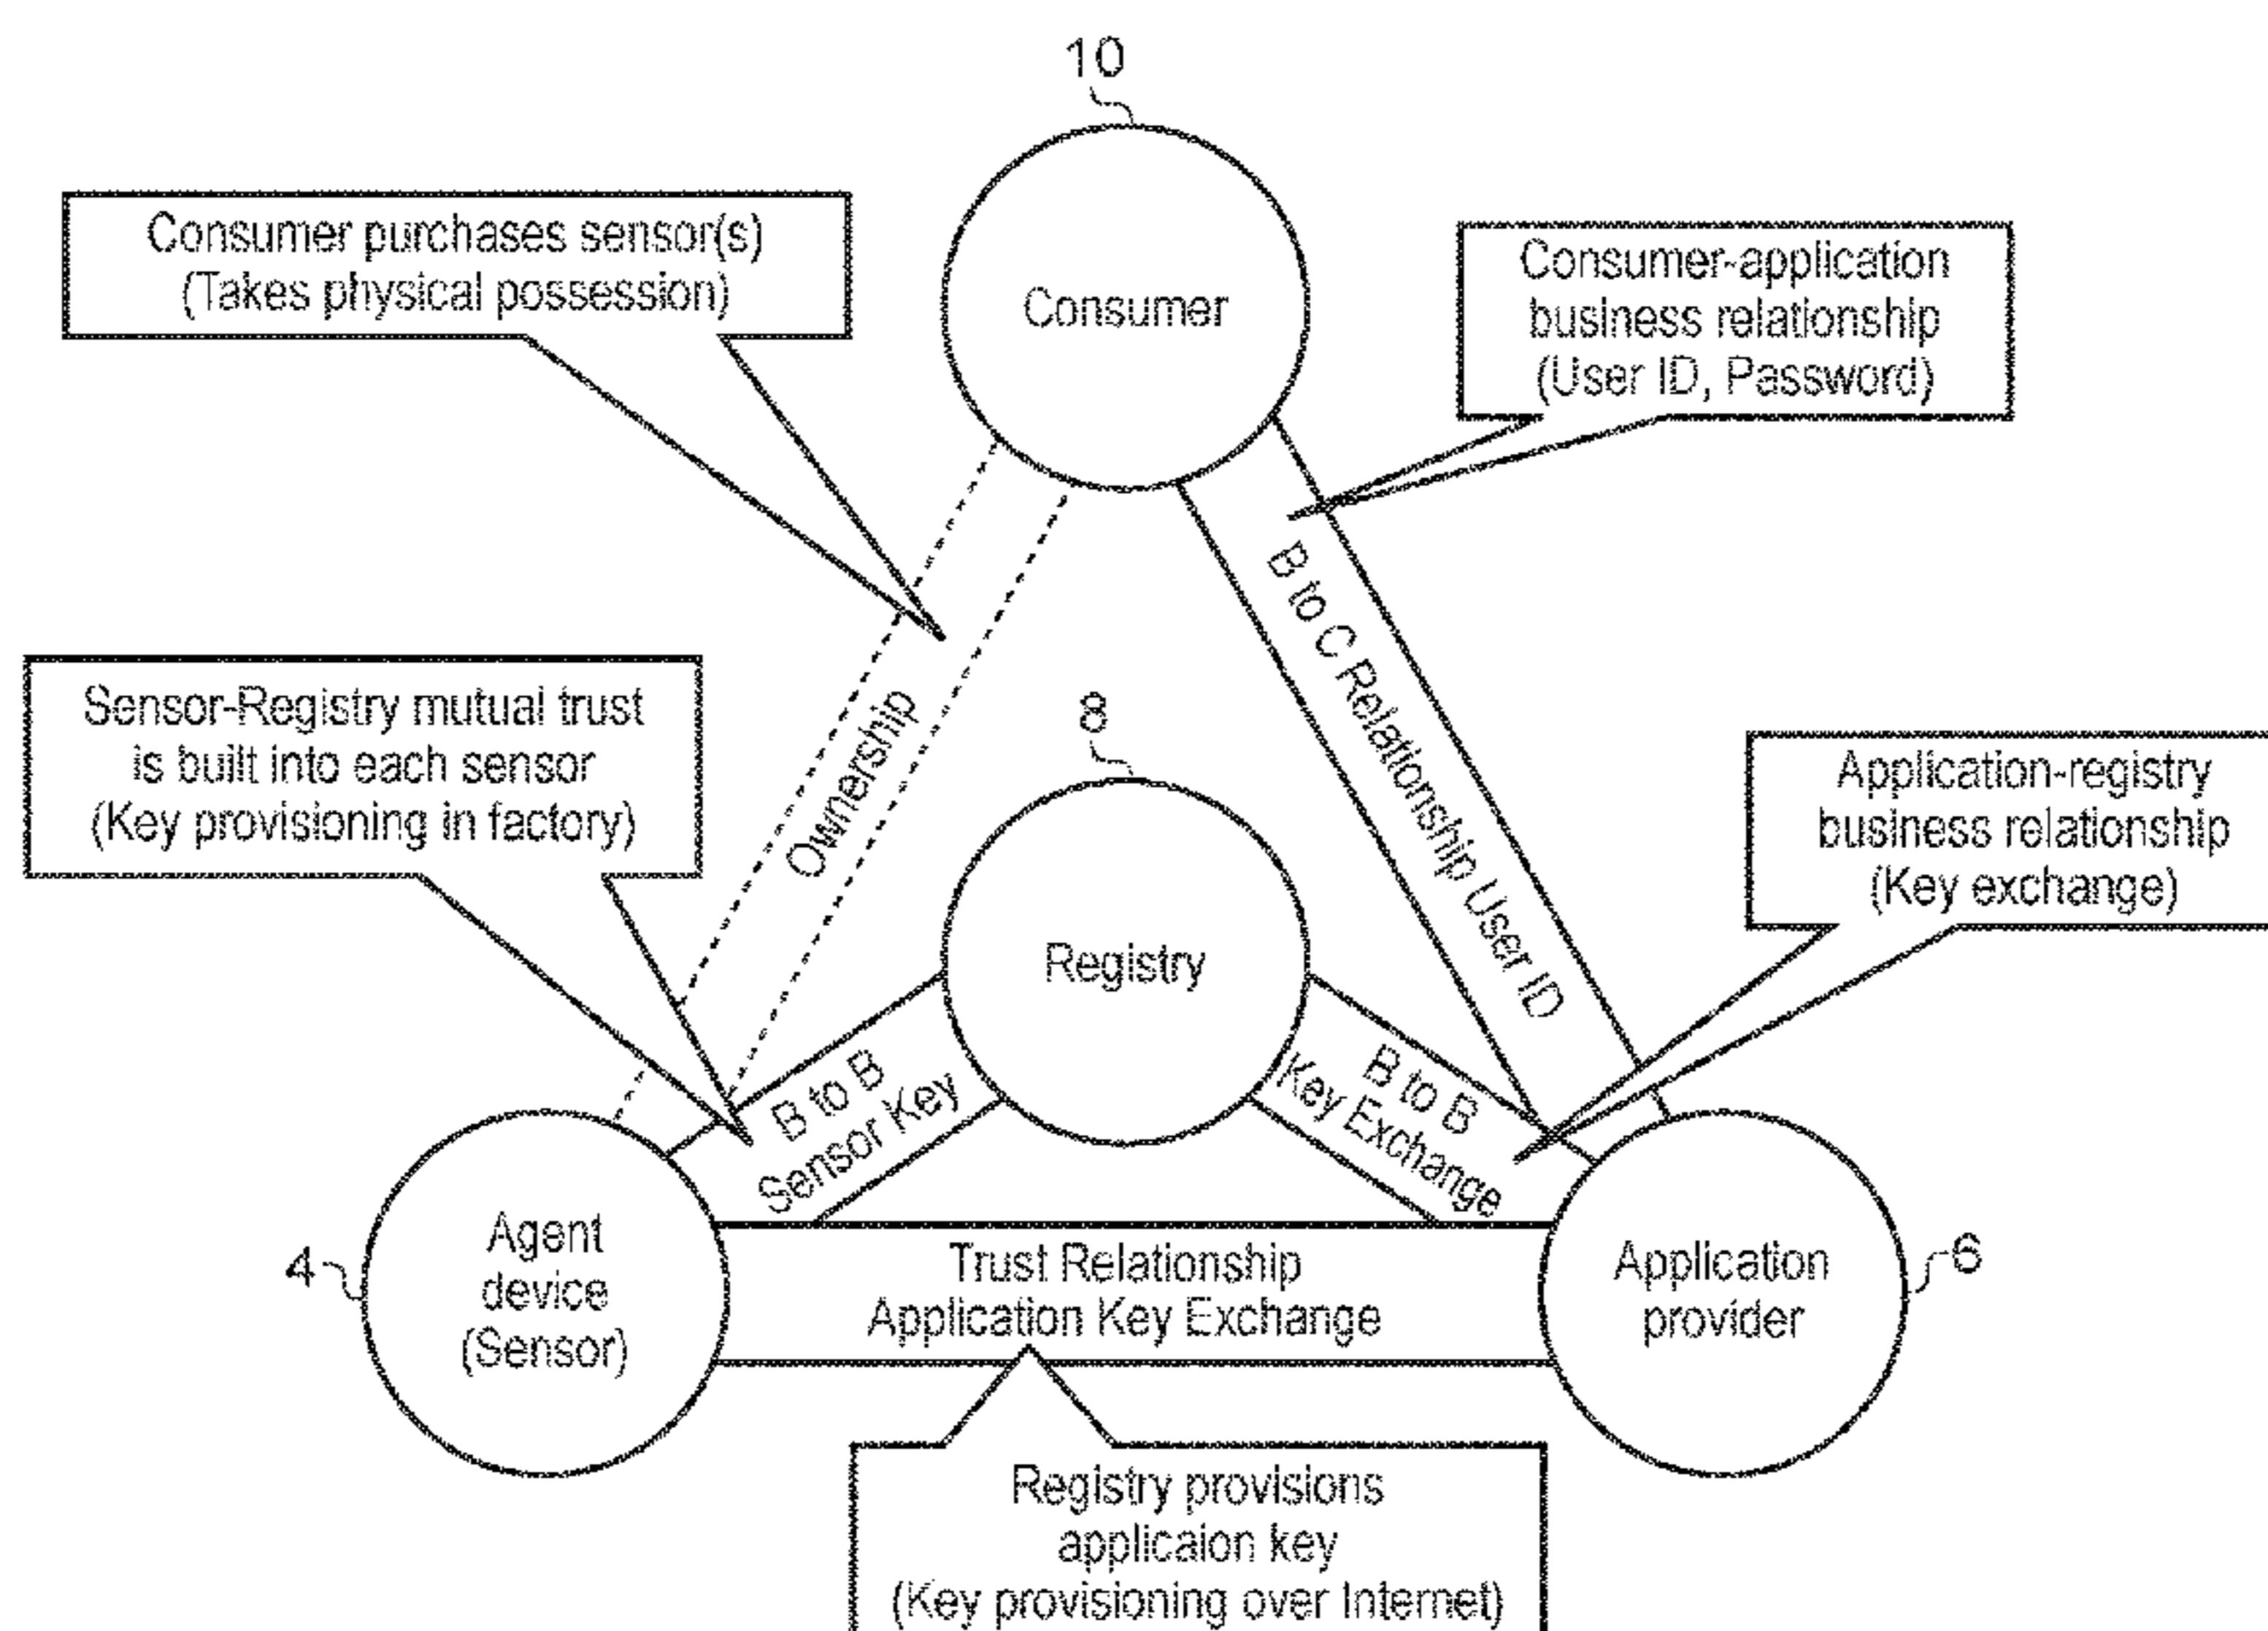 10
Consumer purchases sensor(s)
(Takes physical possession)
Consumer
Consumer-application
business relationship
(User ID, Password)
B to C Relationship User ID
Ownership
Sensor-Registry mutual trust
is built into each sensor
(Key provisioning in factory)
8
Registry
Application-registry
business relationship
(Key exchange)
B to B
Sensor Key
B to B
Key Exchange
4
Agent
device
(Sensor)
Trust Relationship
Application Key Exchange
Application
provider
6
Registry provisions
applicaion key
(Key provisioning over Internet)